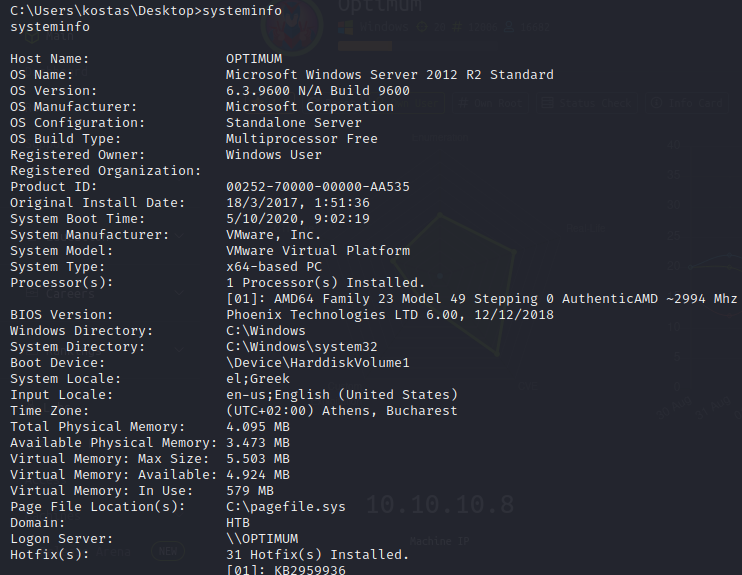 C:\Users\kostas\Desktop>systeminfo
systeminfo
Optimum
Host Name: OPTIMUM
OS Name: Microsoft Windows Server 2012 R2 Standard
OS Version: 6.3.9600 N/A Build 9600
OS Manufacturer: Microsoft Corporation
OS Configuration: Standalone Server
OS Build Type: Multiprocessor Free
Registered Owner: Windows User
Registered Organization:
Product ID: 00252-70000-00000-AA535
Original Install Date: 18/3/2017, 1:51:36
System Boot Time: 5/10/2020, 9:02:19
System Manufacturer: VMware, Inc.
System Model: VMware Virtual Platform
System Type: x64-based PC
Processor(s): 1 Processor(s) Installed.
[01]: AMD64 Family 23 Model 49 Stepping 0 AuthenticAMD ~2994 Mhz
BIOS Version: Phoenix Technologies LTD 6.00, 12/12/2018
Windows Directory: C:\Windows
System Directory: C:\Windows\system32
Boot Device: \Device\HarddiskVolume1
System Locale: el;Greek
Input Locale: en-us;English (United States)
Time Zone: (UTC+02:00) Athens, Bucharest
Total Physical Memory: 4.095 MB
Available Physical Memory: 3.473 MB
Virtual Memory: Max Size: 5.503 MB
Virtual Memory: Available: 4.924 MB
Virtual Memory: In Use: 579 MB
Page File Location(s): C:\pagefile.sys
10.10.10.8
Domain: HTB
Logon Server: \\OPTIMUM
Machine IP
Hotfix(s): 31 Hotfix(s) Installed.
[01]: KB2959936